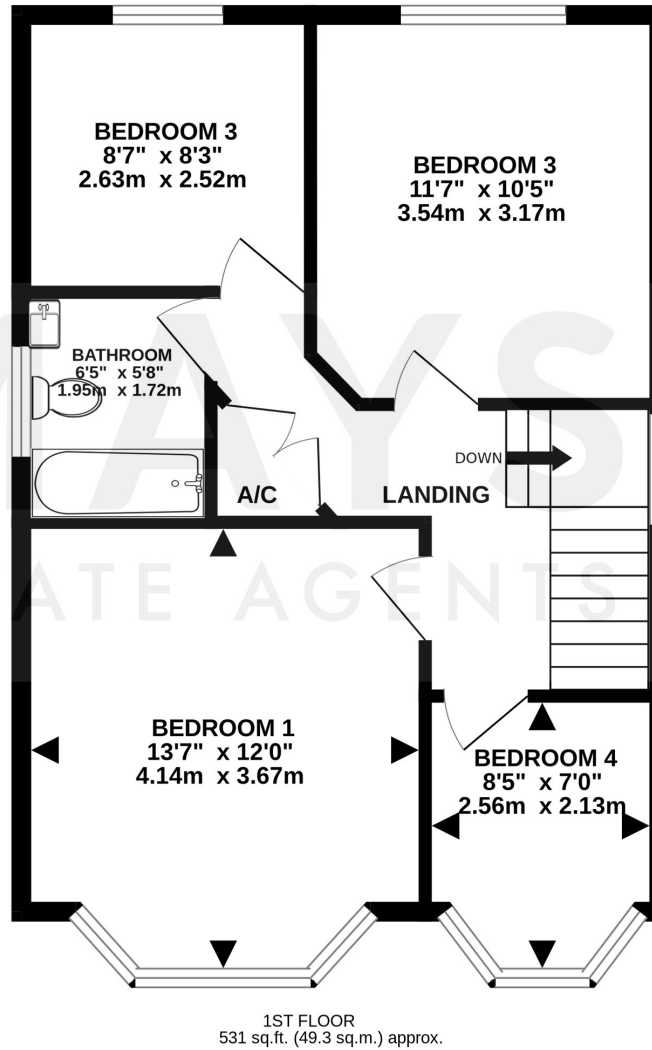 BEDROOM 3
8'7" x 8'3"
2.63m x 2.52m
BEDROOM 3
11'7" x 10'5"
3.54m x 3.17m
BATHROOM
6'5" x 5'8"
1.95m x 1.72m
MAYS
DOWN
A/C
LANDING
ATE AGENTS
BEDROOM 1
13'7" x 12'0"
4.14m x 3.67m
BEDROOM 4
8'5" x 7'0"
2.56m x 2.13m
1ST FLOOR
531 sq.ft. (49.3 sq.m.) approx.